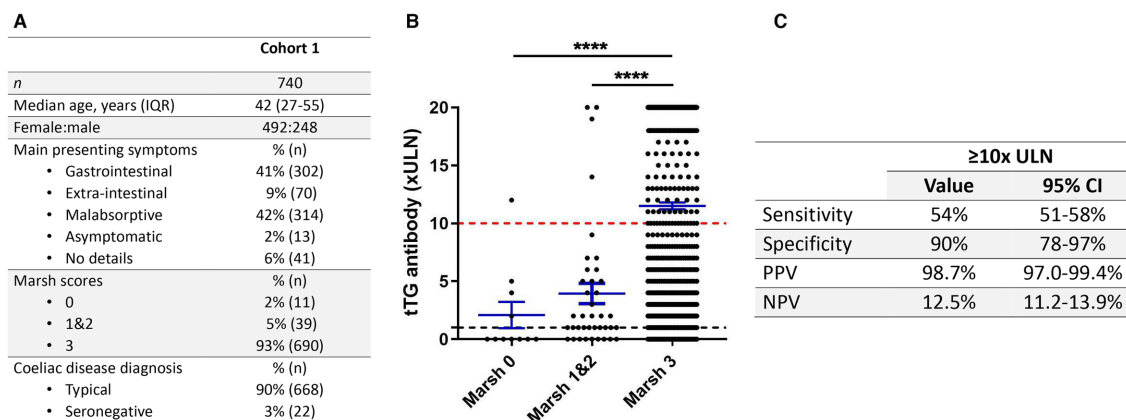 A
Cohort 1
n 740
Median age, years (IQR) 42 (27-55)
Female:male 492:248
Main presenting symptoms % (n)
• Gastrointestinal 41% (302)
• Extra-intestinal 9% (70)
• Malabsorptive 42% (314)
• Asymptomatic 2% (13)
• No details 6% (41)
Marsh scores % (n)
• 0 2% (11)
• 1&2 5% (39)
• 3 93% (690)
Coeliac disease diagnosis % (n)
• Typical 90% (668)
• Seronegative 3% (22)
B
****
****
tTG antibody (xULN)
20
15
10
5
0
Marsh 0
Marsh 1&2
Marsh 3
C
≥10x ULN
Value 95% CI
Sensitivity 54% 51-58%
Specificity 90% 78-97%
PPV 98.7% 97.0-99.4%
NPV 12.5% 11.2-13.9%